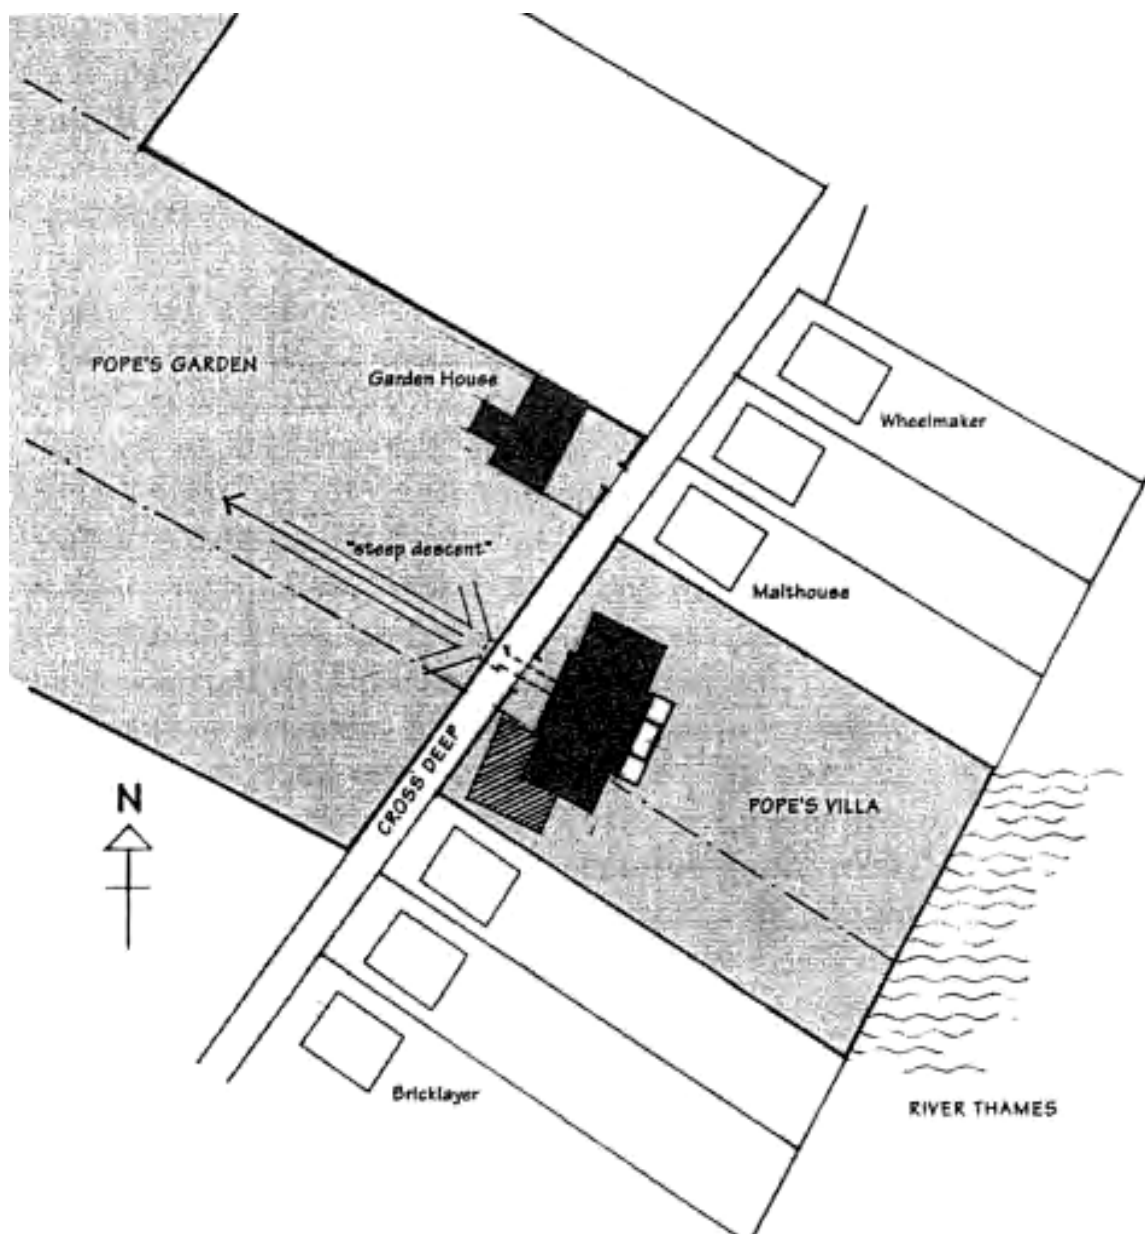 POPE'S GARDEN
Garden House
Wheelmaker
"steep descent"
Malthouse
CROSS DEEP
POPE'S VILLA
N
Bricklayer
RIVER THAMES